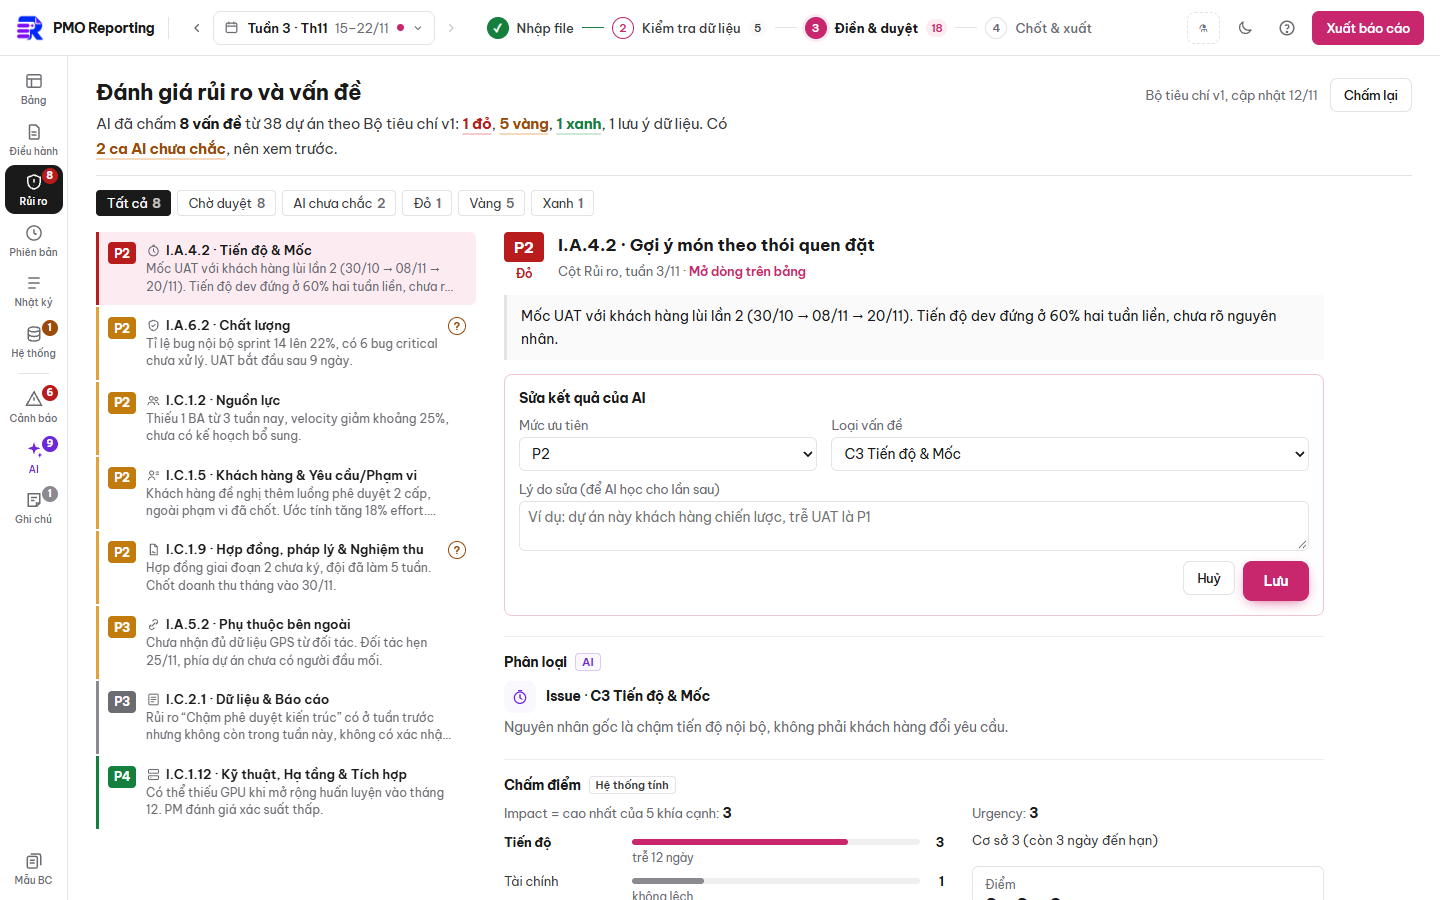 PMO Reporting
Tuần 3 · Th11 15–22/11
Nhập file
2 Kiểm tra dữ liệu 5
3 Điền & duyệt 18
4 Chốt & xuất
Xuất báo cáo
Bảng
Điều hành
8
Rủi ro
Phiên bản
Nhật ký
1
Hệ thống
6
Cảnh báo
9
AI
1
Ghi chú
Mẫu BC
Đánh giá rủi ro và vấn đề
AI đã chấm 8 vấn đề từ 38 dự án theo Bộ tiêu chí v1: 1 đỏ, 5 vàng, 1 xanh, 1 lưu ý dữ liệu. Có
2 ca AI chưa chắc, nên xem trước.
Bộ tiêu chí v1, cập nhật 12/11
Chấm lại
Tất cả 8
Chờ duyệt 8
AI chưa chắc 2
Đỏ 1
Vàng 5
Xanh 1
P2 I.A.4.2 · Tiến độ & Mốc
Mốc UAT với khách hàng lùi lần 2 (30/10 → 08/11 →
20/11). Tiến độ dev đứng ở 60% hai tuần liền, chưa r...
P2 I.A.6.2 · Chất lượng ?
Tỉ lệ bug nội bộ sprint 14 lên 22%, có 6 bug critical
chưa xử lý. UAT bắt đầu sau 9 ngày.
P2 I.C.1.2 · Nguồn lực
Thiếu 1 BA từ 3 tuần nay, velocity giảm khoảng 25%,
chưa có kế hoạch bổ sung.
P2 I.C.1.5 · Khách hàng & Yêu cầu/Phạm vi
Khách hàng đề nghị thêm luồng phê duyệt 2 cấp,
ngoài phạm vi đã chốt. Ước tính tăng 18% effort....
P2 I.C.1.9 · Hợp đồng, pháp lý & Nghiệm thu ?
Hợp đồng giai đoạn 2 chưa ký, đội đã làm 5 tuần.
Chốt doanh thu tháng vào 30/11.
P3 I.A.5.2 · Phụ thuộc bên ngoài
Chưa nhận đủ dữ liệu GPS từ đối tác. Đối tác hẹn
25/11, phía dự án chưa có người đầu mối.
P3 I.C.2.1 · Dữ liệu & Báo cáo
Rủi ro “Chậm phê duyệt kiến trúc” có ở tuần trước
nhưng không còn trong tuần này, không có xác nhậ...
P4 I.C.1.12 · Kỹ thuật, Hạ tầng & Tích hợp
Có thể thiếu GPU khi mở rộng huấn luyện vào tháng
12. PM đánh giá xác suất thấp.
P2 I.A.4.2 · Gợi ý món theo thói quen đặt
Đỏ Cột Rủi ro, tuần 3/11 · Mở dòng trên bảng
Mốc UAT với khách hàng lùi lần 2 (30/10 → 08/11 → 20/11). Tiến độ dev đứng ở 60% hai tuần liền, chưa rõ nguyên
nhân.
Sửa kết quả của AI
Mức ưu tiên
Loại vấn đề
P2
C3 Tiến độ & Mốc
Lý do sửa (để AI học cho lần sau)
Ví dụ: dự án này khách hàng chiến lược, trễ UAT là P1
Huỷ
Lưu
Phân loại AI
Issue · C3 Tiến độ & Mốc
Nguyên nhân gốc là chậm tiến độ nội bộ, không phải khách hàng đổi yêu cầu.
Chấm điểm Hệ thống tính
Impact = cao nhất của 5 khía cạnh: 3
Urgency: 3
Tiến độ 3
trễ 12 ngày
Cơ sở 3 (còn 3 ngày đến hạn)
Tài chính 1
không lệch
Điểm